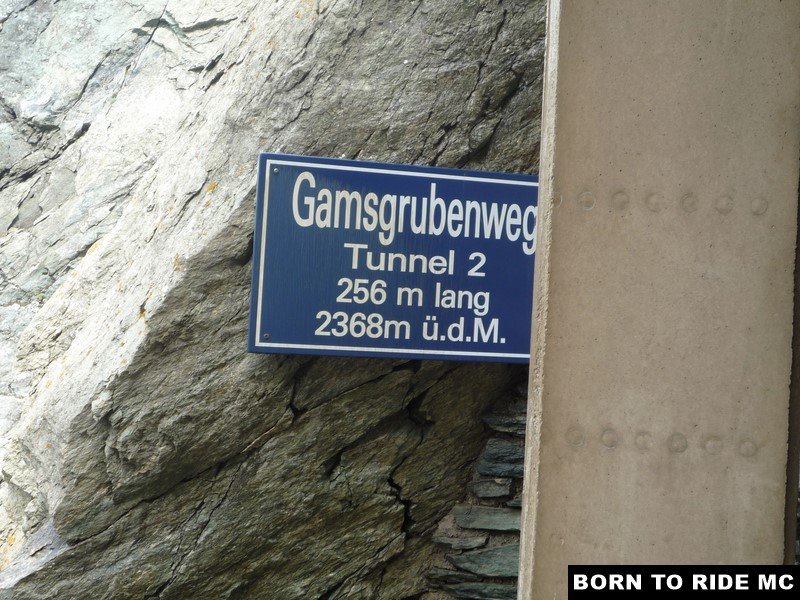 Gamsgrubenweg
Tunnel 2
256 m lang
2368m ü.d.M.
BORN TO RIDE MC